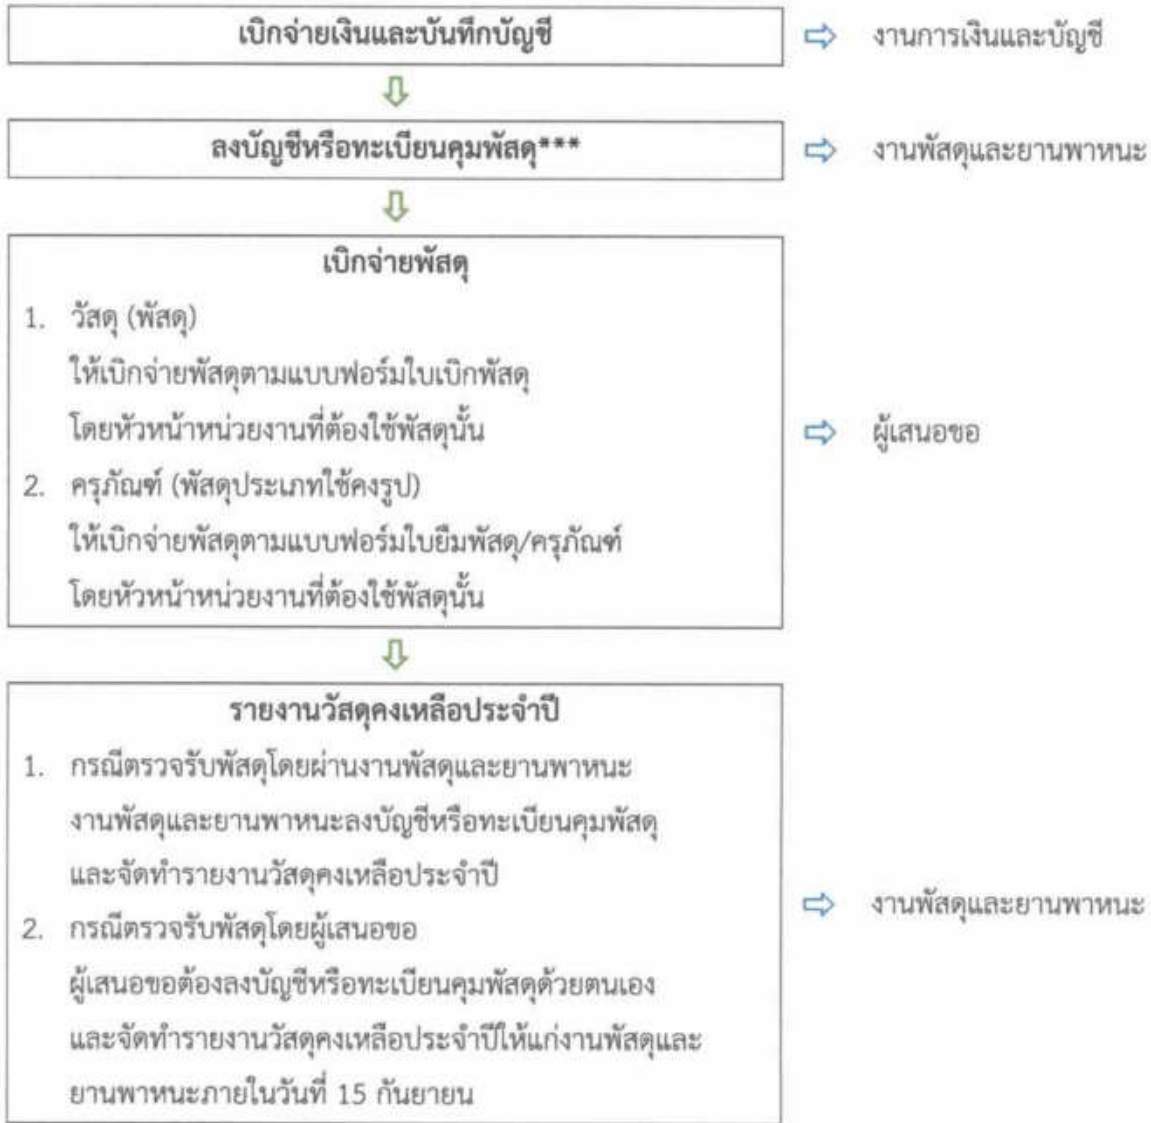 เบิกจ่ายเงินและบันทึกบัญชี
งานการเงินและบัญชี
ลงบัญชีหรือทะเบียนคุมพัสดุ***
งานพัสดุและยานพาหนะ
เบิกจ่ายพัสดุ
1. วัสดุ (พัสดุ)
ให้เบิกจ่ายพัสดุตามแบบฟอร์มใบเบิกพัสดุ
โดยหัวหน้าหน่วยงานที่ต้องใช้พัสดุนั้น
ผู้เสนอขอ
2. ครุภัณฑ์ (พัสดุประเภทใช้คงรูป)
ให้เบิกจ่ายพัสดุตามแบบฟอร์มใบยืมพัสดุ/ครุภัณฑ์
โดยหัวหน้าหน่วยงานที่ต้องใช้พัสดุนั้น
รายงานวัสดุคงเหลือประจำปี
1. กรณีตรวจรับพัสดุโดยผ่านงานพัสดุและยานพาหนะ
งานพัสดุและยานพาหนะลงบัญชีหรือทะเบียนคุมพัสดุ
และจัดทำรายงานวัสดุคงเหลือประจำปี
งานพัสดุและยานพาหนะ
2. กรณีตรวจรับพัสดุโดยผู้เสนอขอ
ผู้เสนอขอต้องลงบัญชีหรือทะเบียนคุมพัสดุด้วยตนเอง
และจัดทำรายงานวัสดุคงเหลือประจำปีให้แก่งานพัสดุและ
ยานพาหนะภายในวันที่ 15 กันยายน